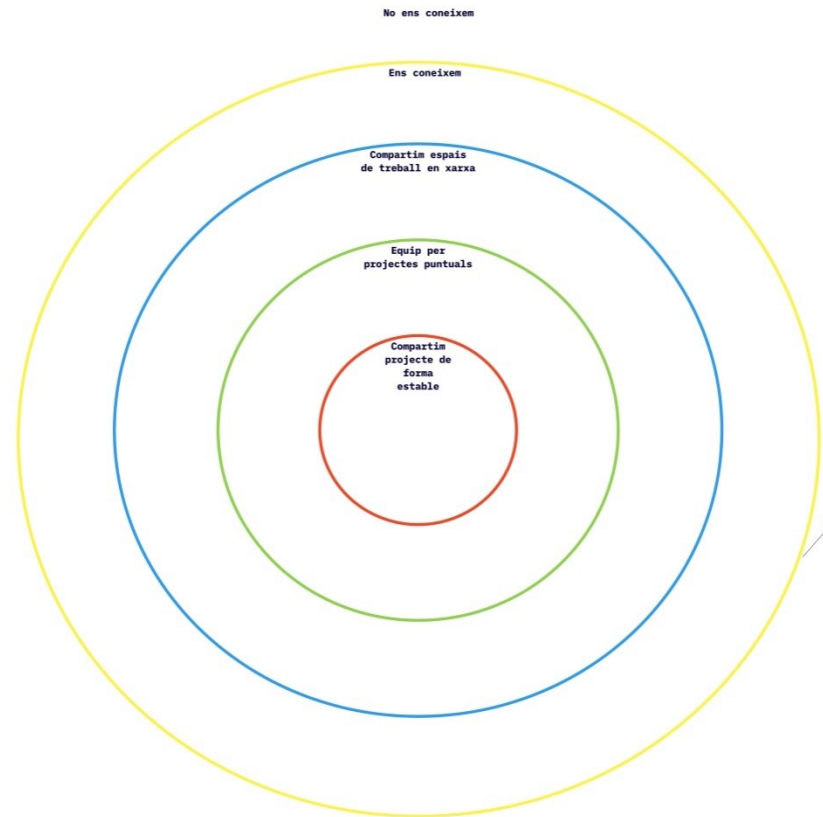 No ens coneixem
Ens coneixem
Compartim espais
de treball en xarxa
Equip per
projectes puntuals
Compartim
projecte de
forma
estable